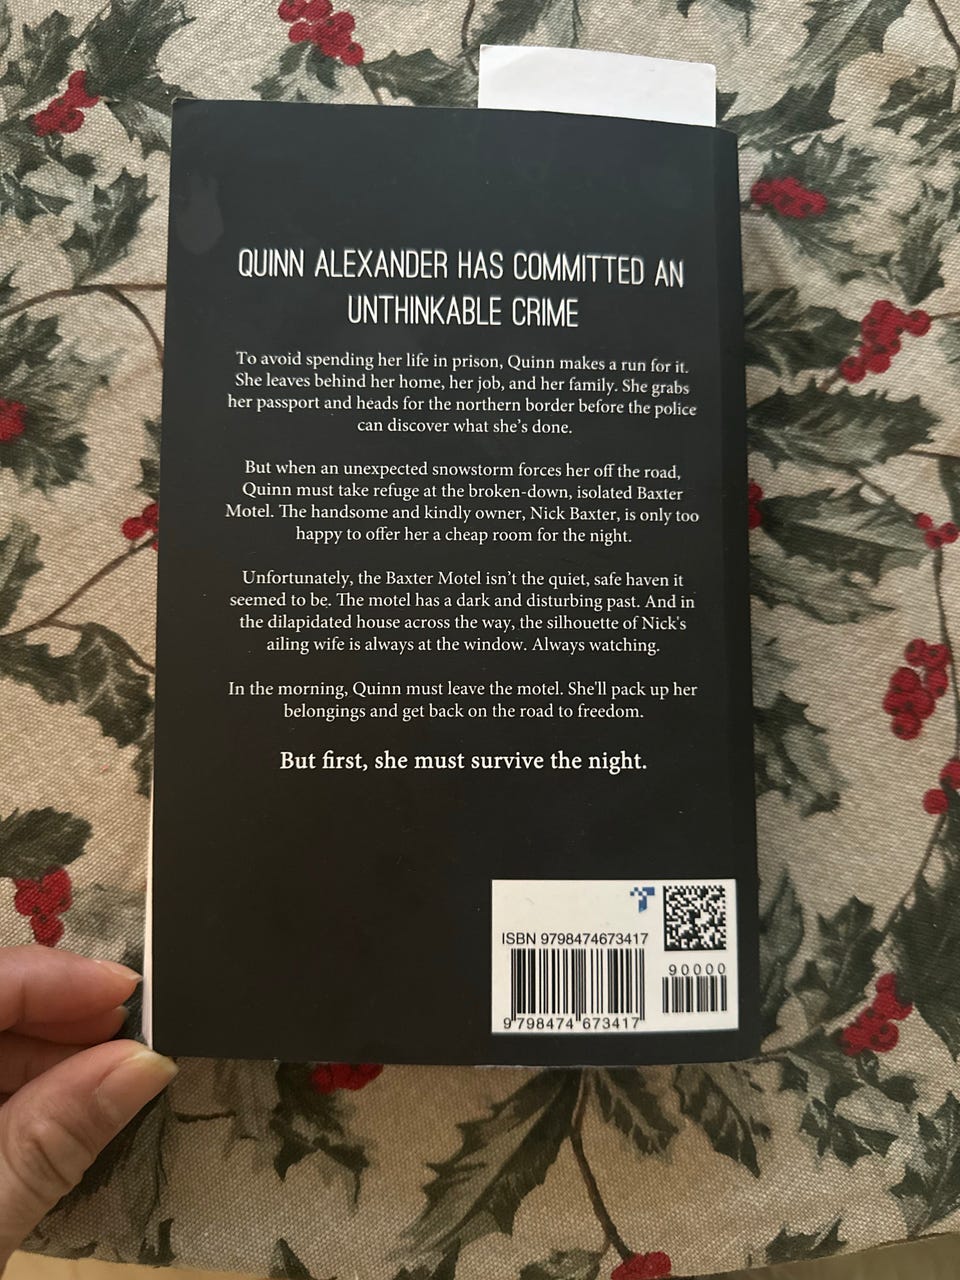 QUINN ALEXANDER HAS COMMITTED AN
UNTHINKABLE CRIME
To avoid spending her life in prison, Quinn makes a run for it.
She leaves behind her home, her job, and her family. She grabs
her passport and heads for the northern border before the police
can discover what she's done.
But when an unexpected snowstorm forces her off the road,
Quinn must take refuge at the broken-down, isolated Baxter
Motel. The handsome and kindly owner, Nick Baxter, is only too
happy to offer her a cheap room for the night.
Unfortunately, the Baxter Motel isn't the quiet, safe haven it
seemed to be. The motel has a dark and disturbing past. And in
the dilapidated house across the way, the silhouette of Nick's
ailing wife is always at the window. Always watching.
In the morning, Quinn must leave the motel. She'll pack up her
belongings and get back on the road to freedom.
But first, she must survive the night.
ISBN 9798474673417
90000
9 798474 673417